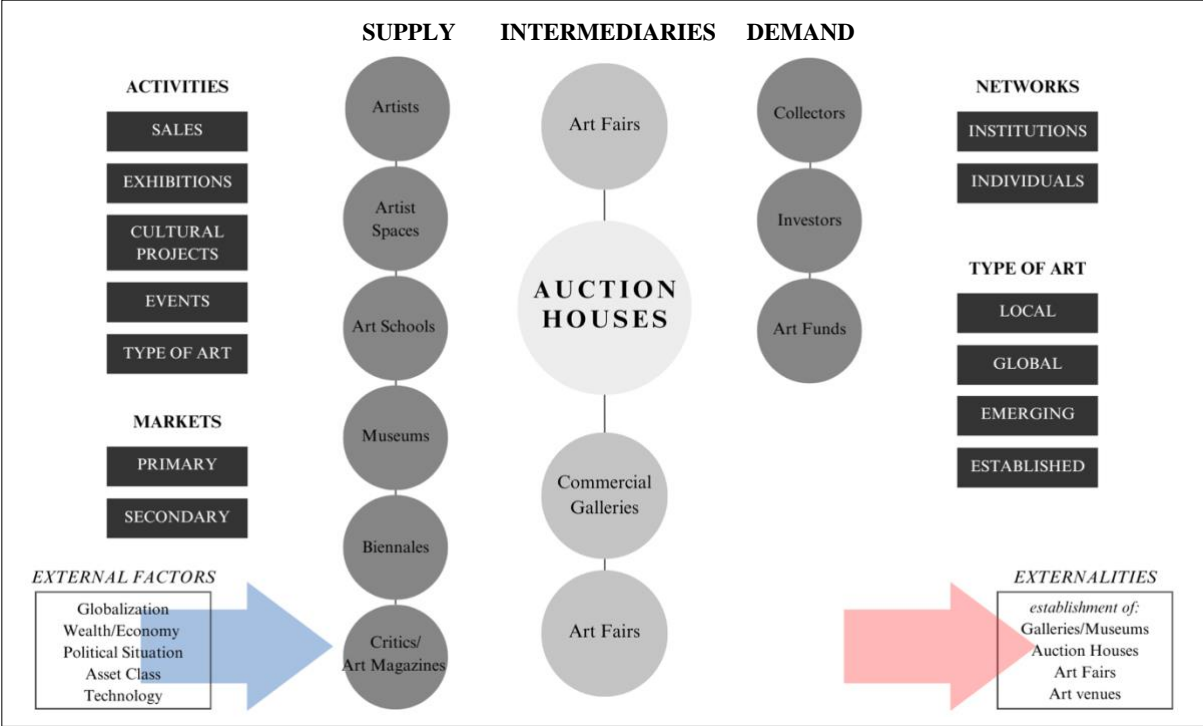 SUPPLY
INTERMEDIARIES
DEMAND
ACTIVITIES
SALES
EXHIBITIONS
CULTURAL
PROJECTS
EVENTS
TYPE OF ART
MARKETS
PRIMARY
SECONDARY
EXTERNAL FACTORS
Globalization
Wealth/Economy
Political Situation
Asset Class
Technology
Artists
Artist
Spaces
Art Schools
Museums
Biennales
Critics/
Art Magazines
Art Fairs
AUCTION
HOUSES
Commercial
Galleries
Art Fairs
Collectors
Investors
Art Funds
NETWORKS
INSTITUTIONS
INDIVIDUALS
TYPE OF ART
LOCAL
GLOBAL
EMERGING
ESTABLISHED
EXTERNALITIES
establishment of:
Galleries/Museums
Auction Houses
Art Fairs
Art venues